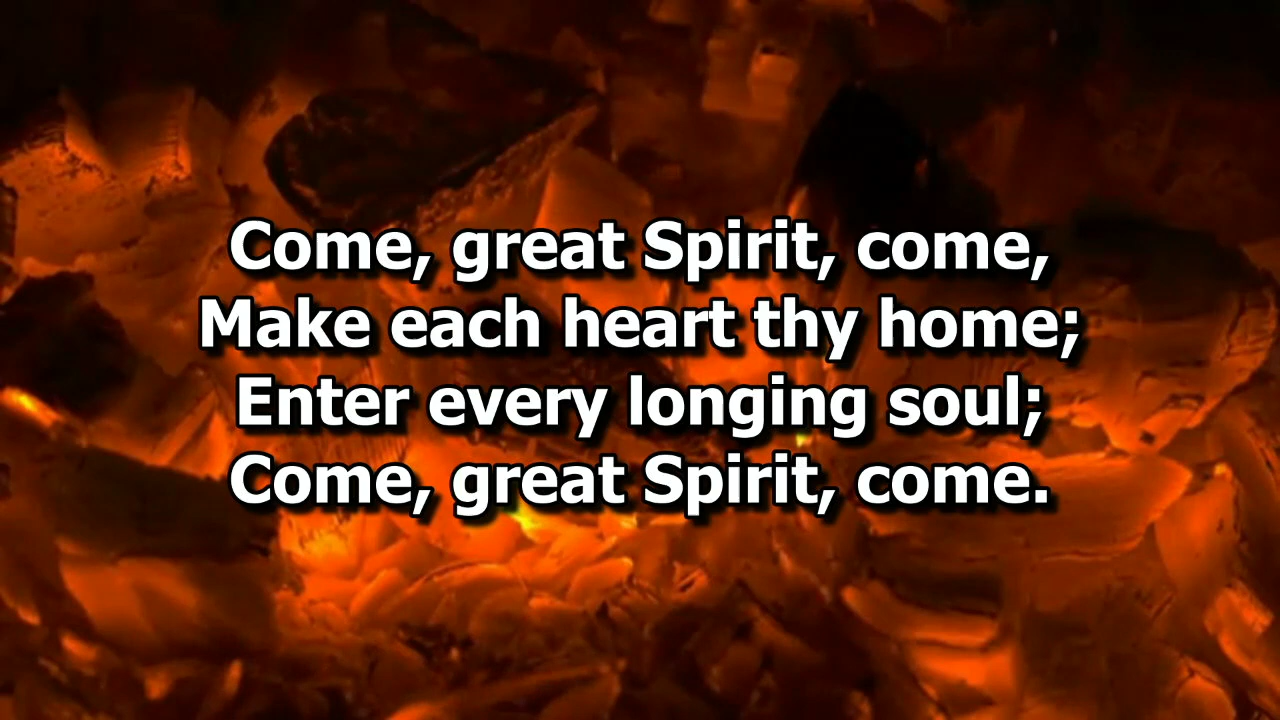 Come, great Spirit, come,
Make each heart thy home;
Enter every longing soul;
Come, great Spirit, come.